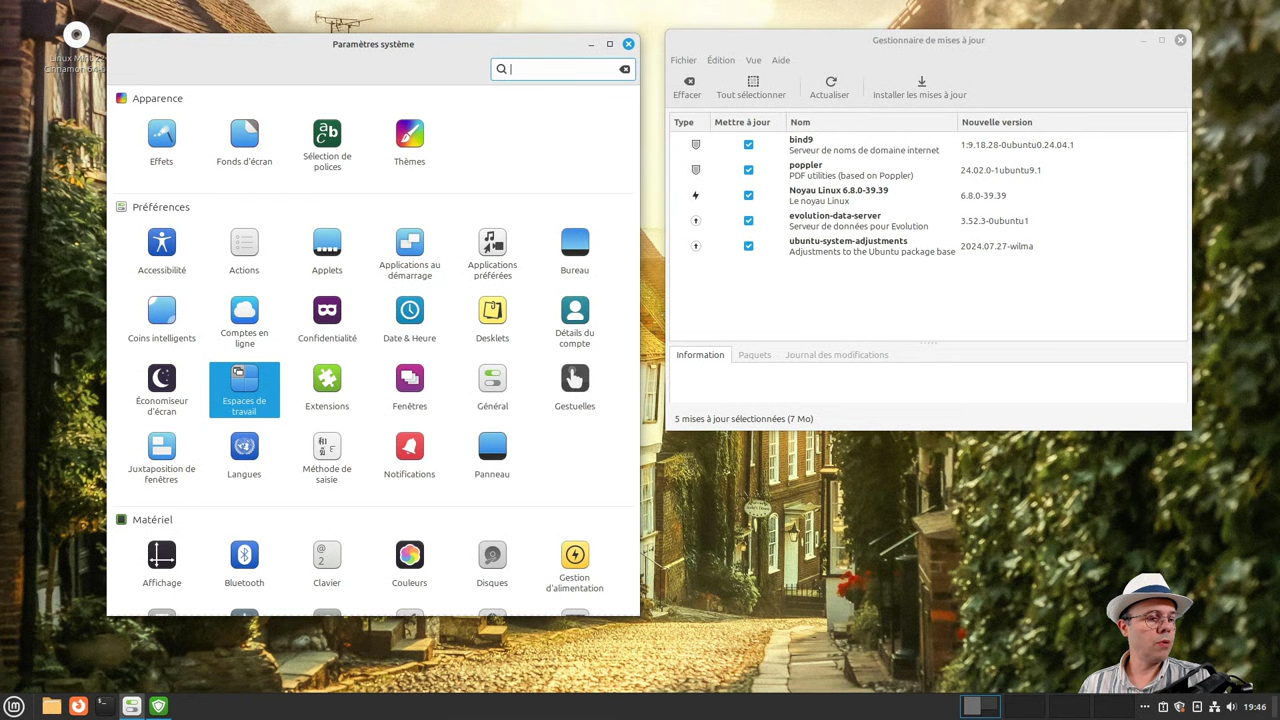 Linux Mint 22
Cinnamon 64-b
Paramètres système
Apparence
Effets
Fonds d'écran
Sélection de
polices
Thèmes
Préférences
Accessibilité
Actions
Applets
Applications au
démarrage
Applications
préférées
Bureau
Coins intelligents
Comptes en
ligne
Confidentialité
Date & Heure
Desklets
Détails du
compte
Économiseur
d'écran
Espaces de
travail
Extensions
Fenêtres
Général
Gestuelles
Juxtaposition de
fenêtres
Langues
Méthode de
saisie
Notifications
Panneau
Matériel
Affichage
Bluetooth
Clavier
Couleurs
Disques
Gestion
d'alimentation
Gestionnaire de mises à jour
Fichier Édition Vue Aide
Effacer Tout sélectionner Actualiser Installer les mises à jour
Type Mettre à jour Nom Nouvelle version
bind9
Serveur de noms de domaine internet
1:9.18.28-0ubuntu0.24.04.1
poppler
PDF utilities (based on Poppler)
24.02.0-1ubuntu9.1
Noyau Linux 6.8.0-39.39
Le noyau Linux
6.8.0-39.39
evolution-data-server
Serveur de données pour Evolution
3.52.3-0ubuntu1
ubuntu-system-adjustments
Adjustments to the Ubuntu package base
2024.07.27-wilma
Information Paquets Journal des modifications
5 mises à jour sélectionnées (7 Mo)
19:46